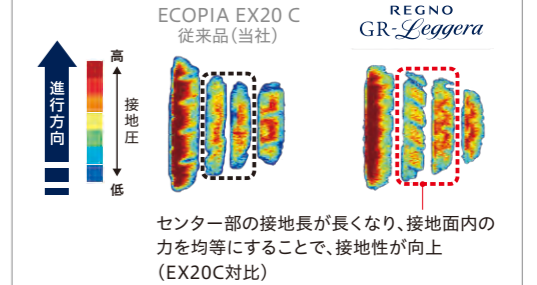 ECOPIA EX20 C
従来品（当社）
REGNO
GR-Leggera
進行方向
高
接地圧
低
センター部の接地長が長くなり、接地面内の
力を均等にすることで、接地性が向上
（EX20C対比）